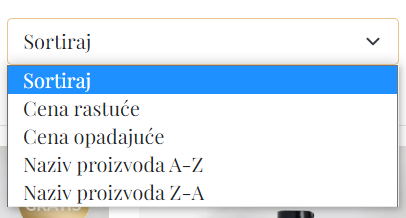 Sortiraj
Sortiraj
Cena rastuće
Cena opadajuće
Naziv proizvoda A-Z
Naziv proizvoda Z-A